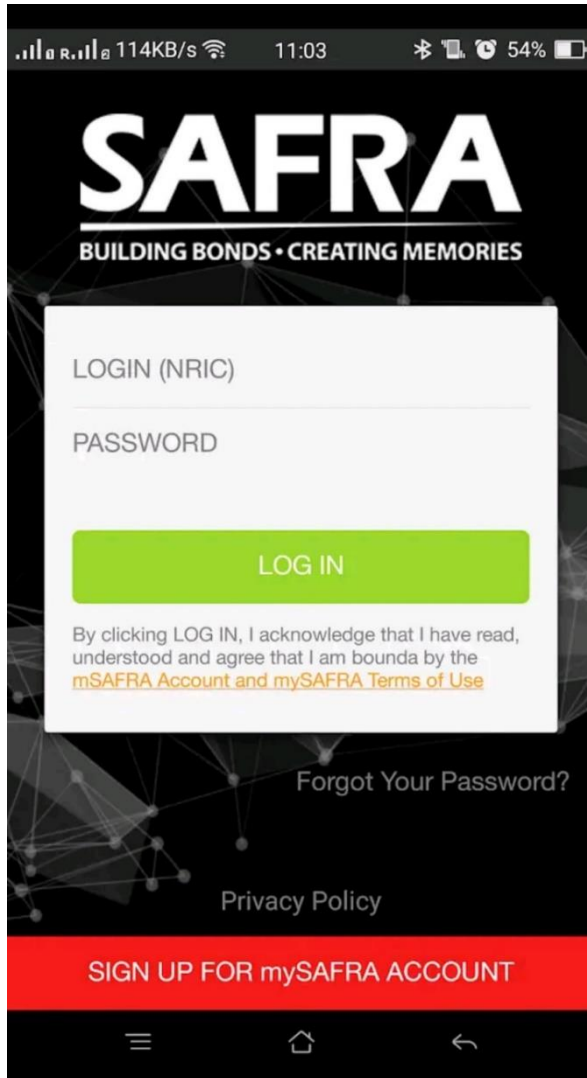 R. 114KB/s 11:03 54%
SAFRA
BUILDING BONDS • CREATING MEMORIES
LOGIN (NRIC)
PASSWORD
LOG IN
By clicking LOG IN, I acknowledge that I have read,
understood and agree that I am bounda by the
mSAFRA Account and mySAFRA Terms of Use
Forgot Your Password?
Privacy Policy
SIGN UP FOR mySAFRA ACCOUNT